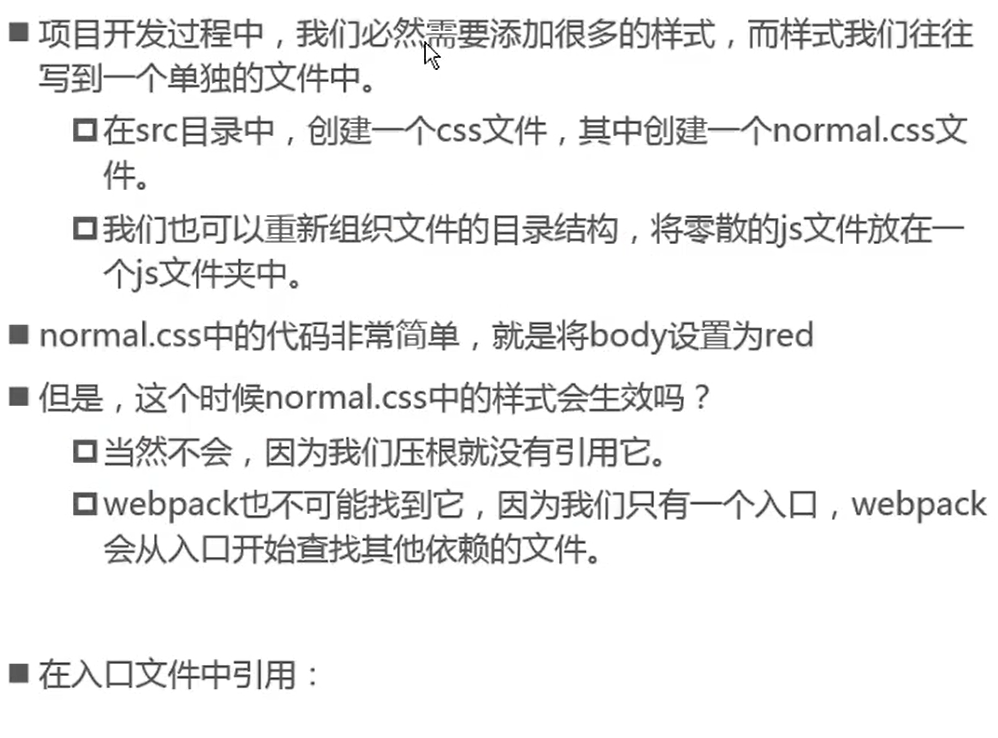 ■ 项目开发过程中，我们必然需要添加很多的样式，而样式我们往往
写到一个单独的文件中。
在src目录中，创建一个css文件，其中创建一个normal.css文
件。
我们也可以重新组织文件的目录结构，将零散的js文件放在一
个js文件夹中。
■ normal.css中的代码非常简单，就是将body设置为red
■ 但是，这个时候normal.css中的样式会生效吗？
当然不会，因为我们压根就没有引用它。
webpack也不可能找到它，因为我们只有一个入口，webpack
会从入口开始查找其他依赖的文件。
■ 在入口文件中引用：